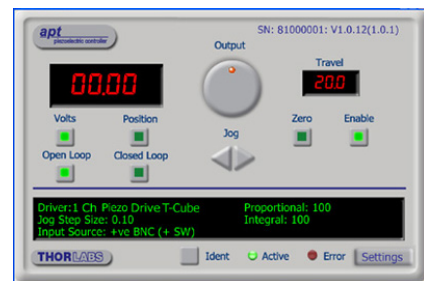 apt
piezoelectric controller
SN: 81000001: V1.0.12(1.0.1)
Output
Travel
00.00
20.0
Volts
Position
Zero
Enable
Jog
Open Loop
Closed Loop
Driver:1 Ch Piezo Drive T-Cube
Proportional: 100
Jog Step Size: 0.10
Integral: 100
Input Source: +ve BNC (+ SW)
THORLABS
Ident
Active
Error
Settings